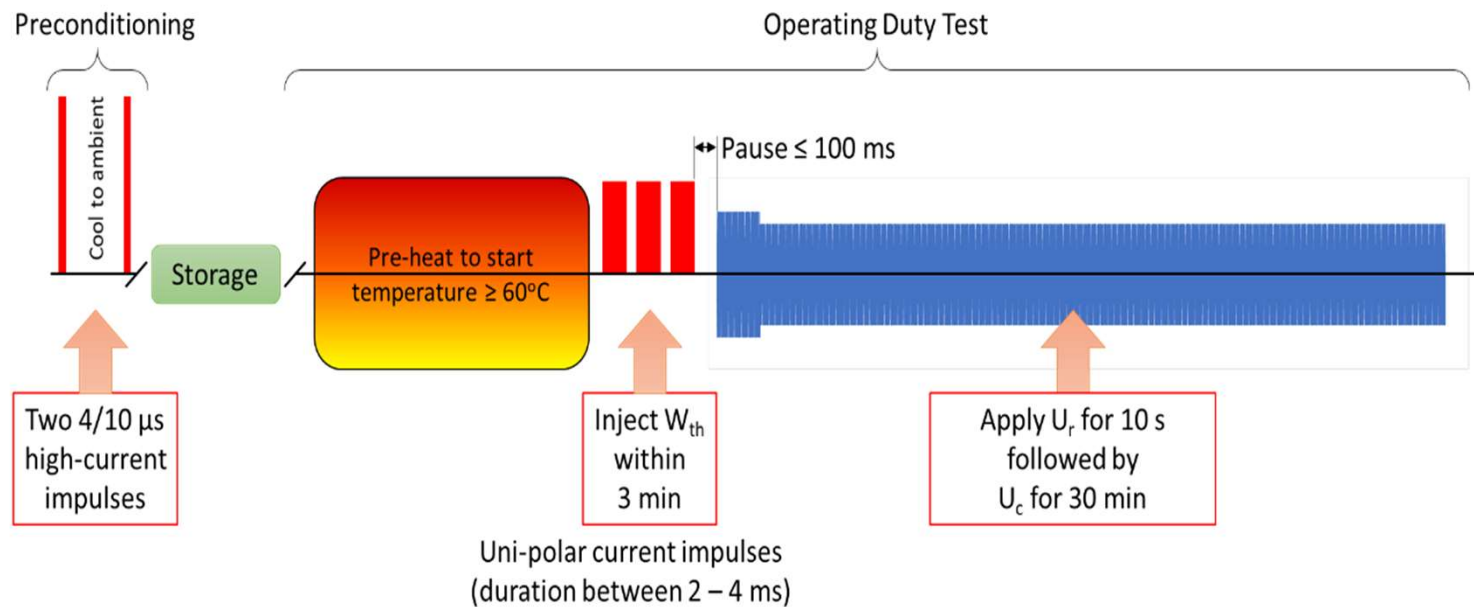 Preconditioning
Operating Duty Test
Cool to ambient
Pause ≤ 100 ms
Storage
Pre-heat to start
temperature ≥ 60°C
Two 4/10 μs
high-current
impulses
Inject Wth
within
3 min
Apply Ur for 10 s
followed by
Uc for 30 min
Uni-polar current impulses
(duration between 2 – 4 ms)